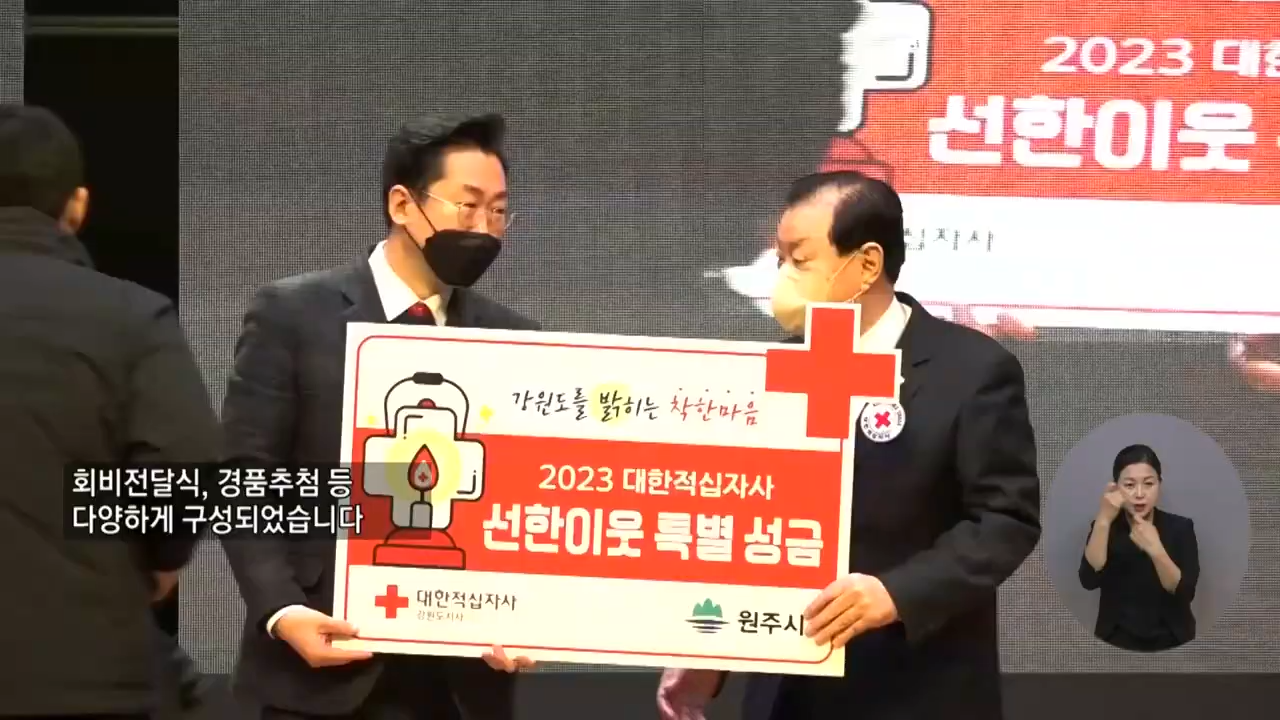 2023 대한
선한이웃
십자사
강원도를 밝히는 착한마음
2023 대한적십자사
선한이웃 특별 성금
대한적십자사
강원도지사
원주시
회비전달식, 경품추첨 등
다양하게 구성되었습니다